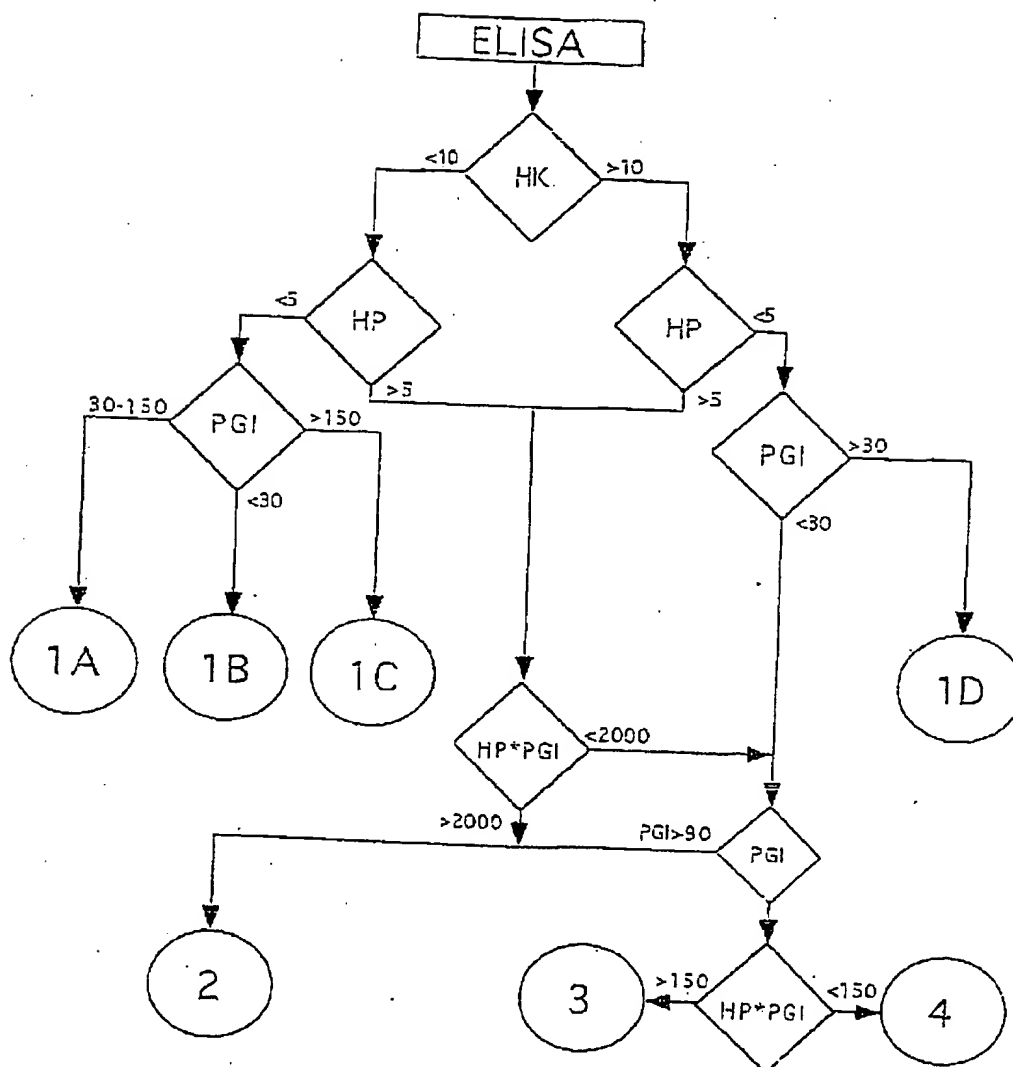 ELISA
<10
HK
>10
<5
HP
HP
<5
>5
>5
30-150
PGI
>150
<30
PGI
>30
<30
1A
1B
1C
1D
HP*PGI
<2000
>2000
PGI>90
PGI
2
3
>150
HP*PGI
<150
4